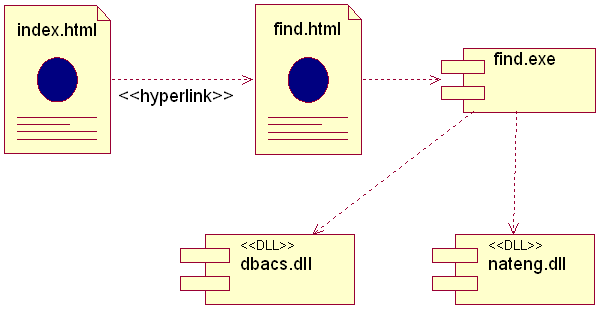 index.html
find.html
find.exe
<<hyperlink>>
<<DLL>>
dbacs.dll
<<DLL>>
nateng.dll